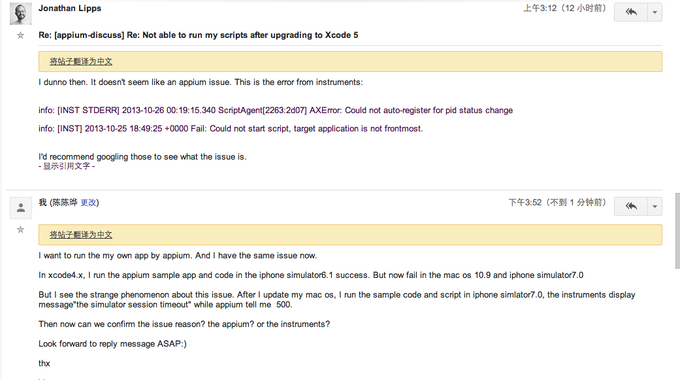 Jonathan Lipps
上午3:12（12 小时前）
Re: [appium-discuss] Re: Not able to run my scripts after upgrading to Xcode 5
将帖子翻译为中文
I dunno then. It doesn't seem like an appium issue. This is the error from instruments:
info: [INST STDERR] 2013-10-26 00:19:15.340 ScriptAgent[2263:2d07] AXError: Could not auto-register for pid status change
info: [INST] 2013-10-25 18:49:25 +0000 Fail: Could not start script, target application is not frontmost.
I'd recommend googling those to see what the issue is.
- 显示引用文字 -
我 (陈陈晔 更改)
下午3:52（不到 1 分钟前）
将帖子翻译为中文
I want to run the my own app by appium. And I have the same issue now.
In xcode4.x, I run the appium sample app and code in the iphone simulator6.1 success. But now fail in the mac os 10.9 and iphone simulator7.0
But I see the strange phenomenon about this issue. After I update my mac os, I run the sample code and script in iphone simlator7.0, the instruments display
message"the simulator session timeout" while appium tell me  500.
Then now can we confirm the issue reason? the appium? or the instruments?
Look forward to reply message ASAP:)
thx